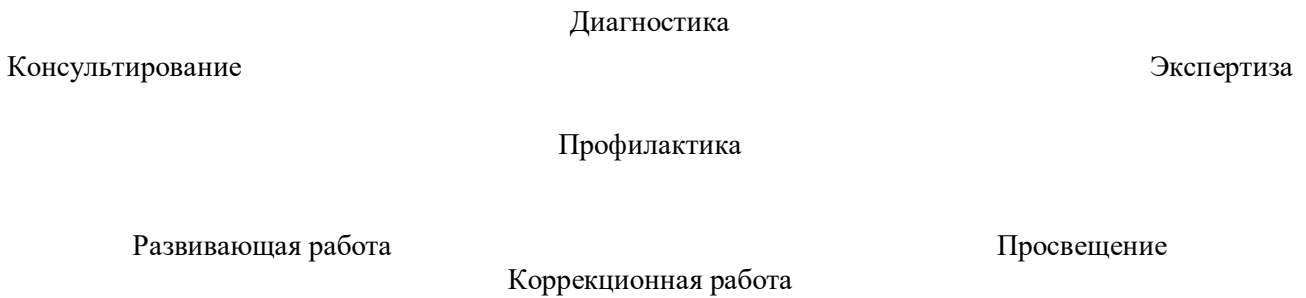 Диагностика
Консультирование Экспертиза
Профилактика
Развивающая работа Просвещение
Коррекционная работа